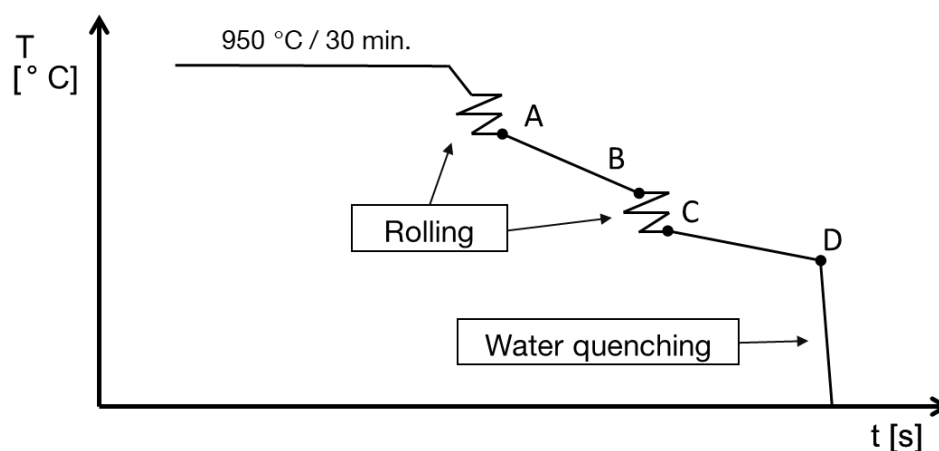 T
[° C]
950 °C / 30 min.
A
B
Rolling
C
D
Water quenching
t [s]